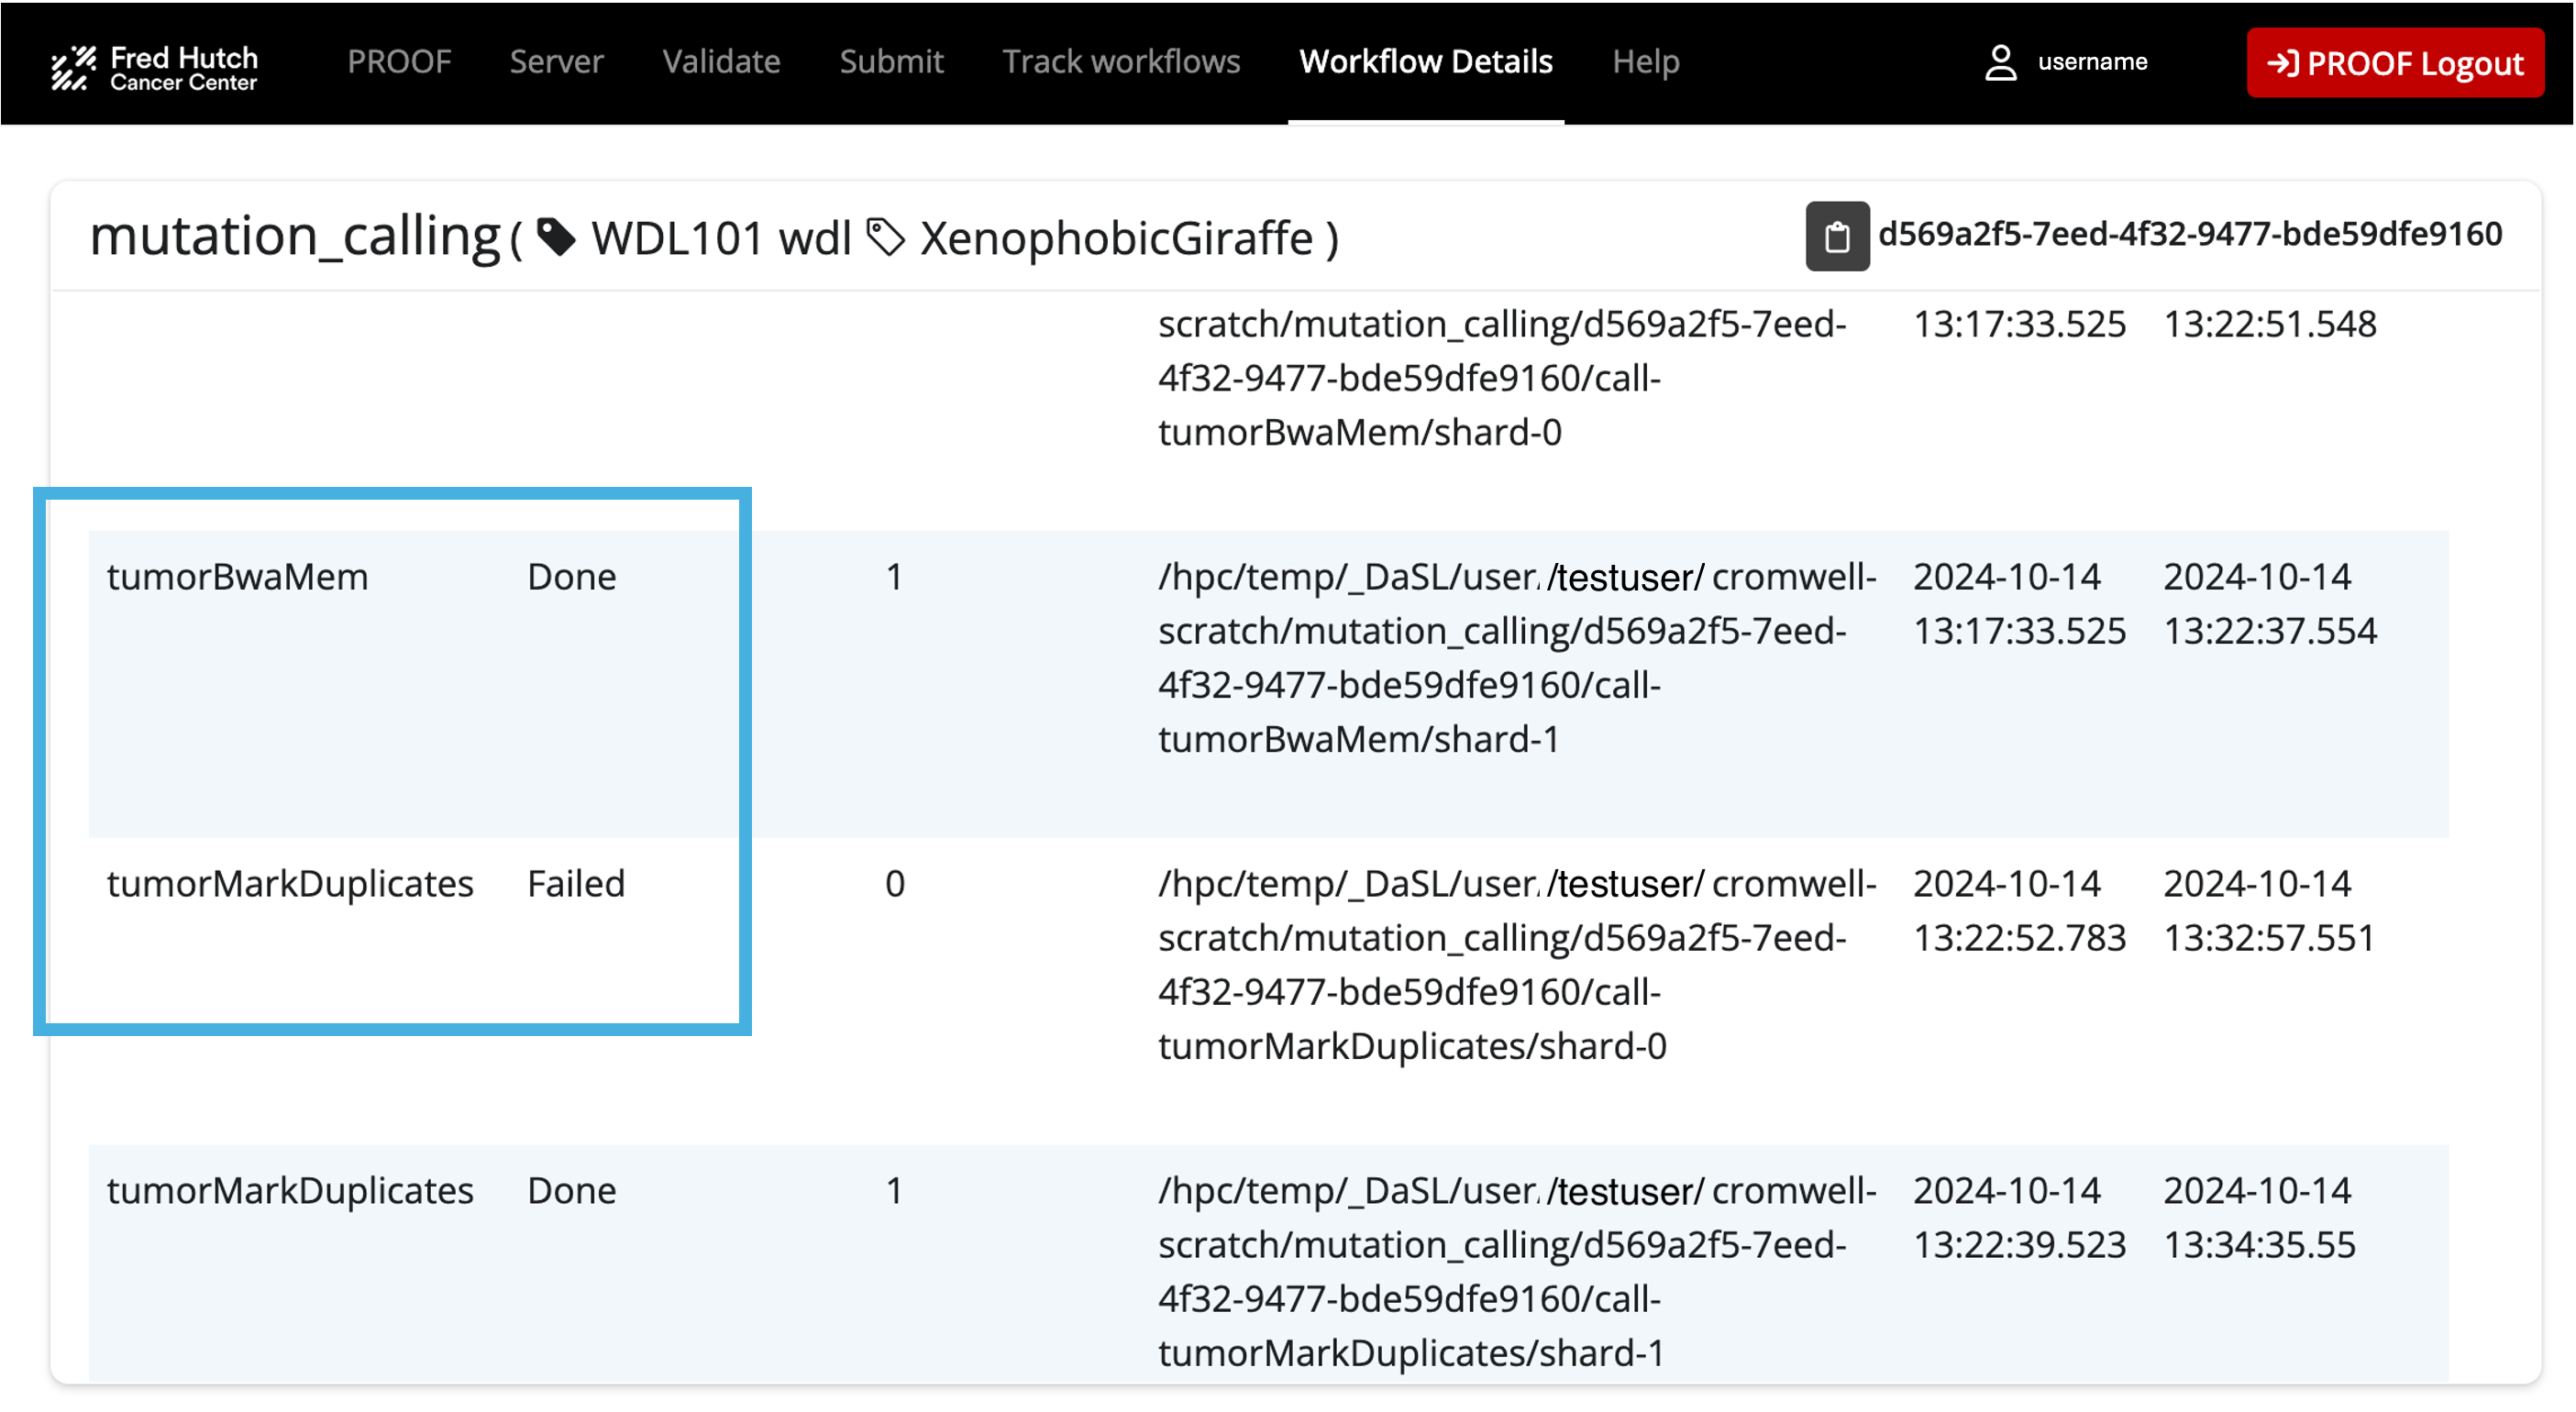 Fred Hutch
Cancer Center
PROOF Server Validate Submit Track workflows Workflow Details Help username PROOF Logout
mutation_calling ( WDL101 wdl XenophobicGiraffe ) d569a2f5-7eed-4f32-9477-bde59dfe9160
scratch/mutation_calling/d569a2f5-7eed- 13:17:33.525 13:22:51.548
4f32-9477-bde59dfe9160/call-
tumorBwaMem/shard-0
tumorBwaMem Done 1 /hpc/temp/_DaSL/user/ /testuser/ cromwell- 2024-10-14 2024-10-14
scratch/mutation_calling/d569a2f5-7eed- 13:17:33.525 13:22:37.554
4f32-9477-bde59dfe9160/call-
tumorBwaMem/shard-1
tumorMarkDuplicates Failed 0 /hpc/temp/_DaSL/user/ /testuser/ cromwell- 2024-10-14 2024-10-14
scratch/mutation_calling/d569a2f5-7eed- 13:22:52.783 13:32:57.551
4f32-9477-bde59dfe9160/call-
tumorMarkDuplicates/shard-0
tumorMarkDuplicates Done 1 /hpc/temp/_DaSL/user/ /testuser/ cromwell- 2024-10-14 2024-10-14
scratch/mutation_calling/d569a2f5-7eed- 13:22:39.523 13:34:35.55
4f32-9477-bde59dfe9160/call-
tumorMarkDuplicates/shard-1